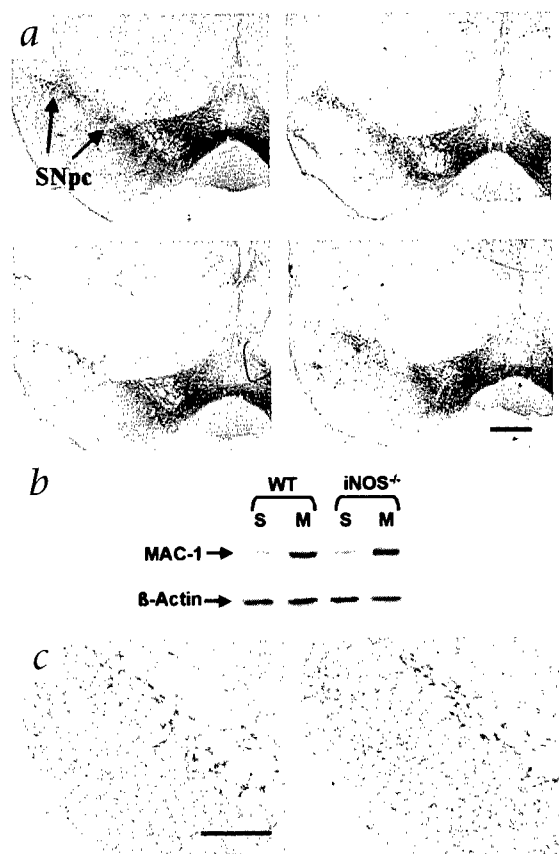 a
SNpc
b
WT iNOS-/-
S M S M
MAC-1
ß-Actin
c